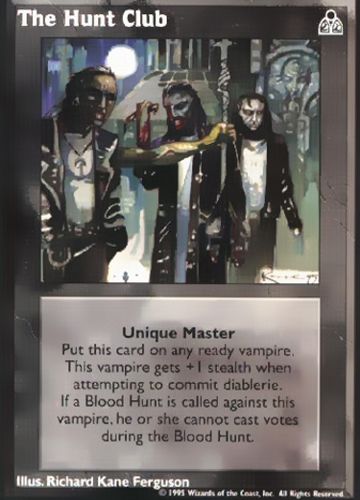 The Hunt Club
Unique Master
Put this card on any ready vampire.
This vampire gets +1 stealth when
attempting to commit diablerie.
If a Blood Hunt is called against this
vampire, he or she cannot cast votes
during the Blood Hunt.
Illus. Richard Kane Ferguson
© 1995 Wizards of the Coast, Inc. All Rights Reserved.